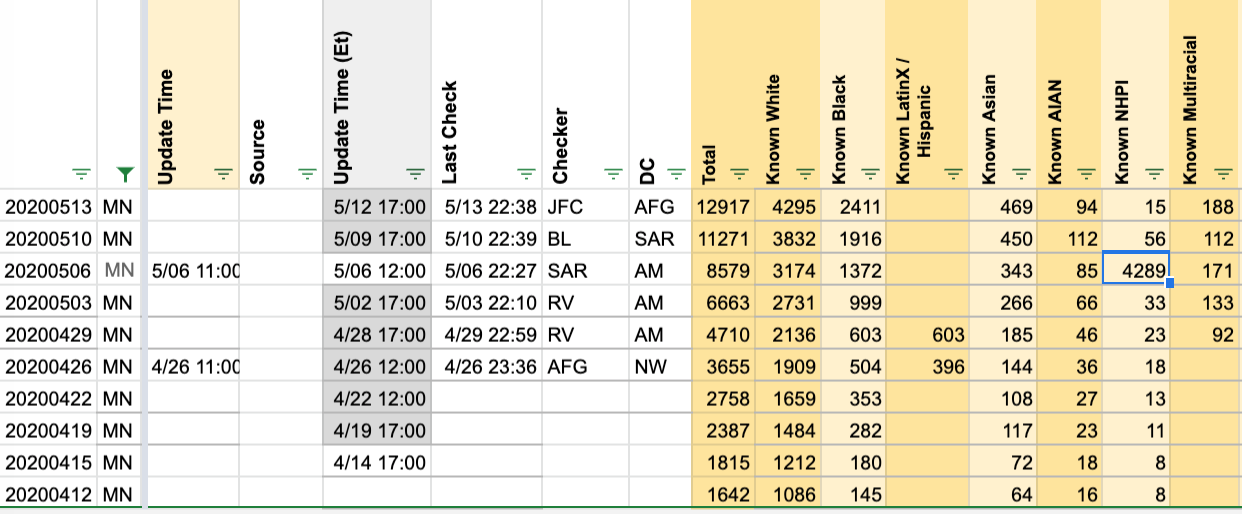 Update Time Source Update Time (Et) Last Check Checker DC Total Known White Known Black Known LatinX / Hispanic Known Asian Known AIAN Known NHPI Known Multiracial
20200513 MN 5/12 17:00 5/13 22:38 JFC AFG 12917 4295 2411 469 94 15 188
20200510 MN 5/09 17:00 5/10 22:39 BL SAR 11271 3832 1916 450 112 56 112
20200506 MN 5/06 11:00 5/06 12:00 5/06 22:27 SAR AM 8579 3174 1372 343 85 4289 171
20200503 MN 5/02 17:00 5/03 22:10 RV AM 6663 2731 999 266 66 33 133
20200429 MN 4/28 17:00 4/29 22:59 RV AM 4710 2136 603 603 185 46 23 92
20200426 MN 4/26 11:00 4/26 12:00 4/26 23:36 AFG NW 3655 1909 504 396 144 36 18
20200422 MN 4/22 12:00 2758 1659 353 108 27 13
20200419 MN 4/19 17:00 2387 1484 282 117 23 11
20200415 MN 4/14 17:00 1815 1212 180 72 18 8
20200412 MN 1642 1086 145 64 16 8